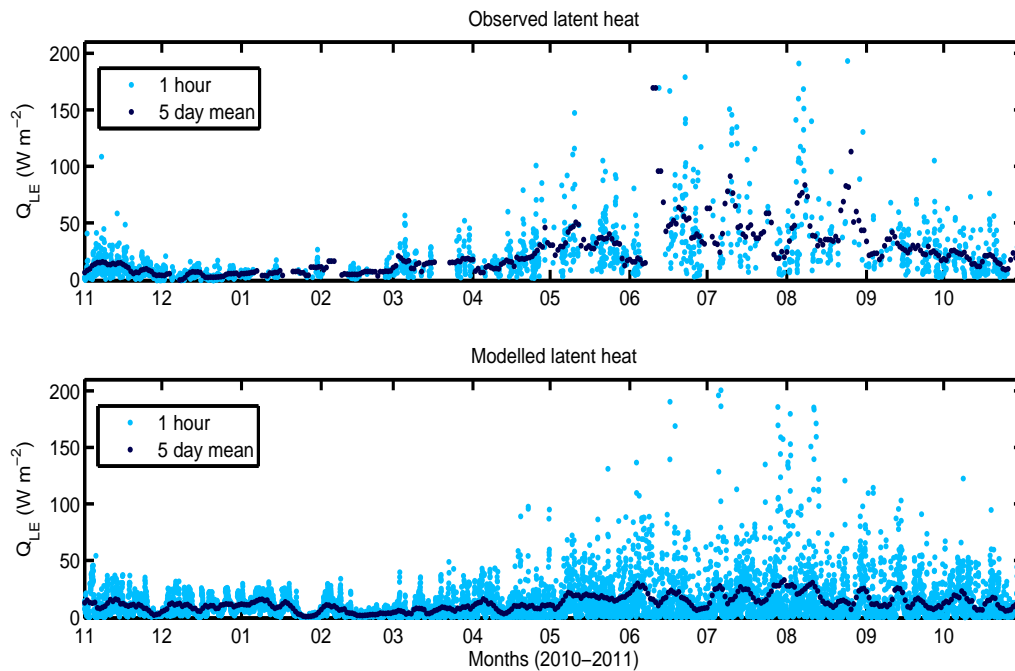 Observed latent heat
200
150
100
50
0
Q_LE (W m⁻²)
1 hour
5 day mean
11 12 01 02 03 04 05 06 07 08 09 10
Modelled latent heat
200
150
100
50
0
Q_LE (W m⁻²)
1 hour
5 day mean
11 12 01 02 03 04 05 06 07 08 09 10
Months (2010−2011)